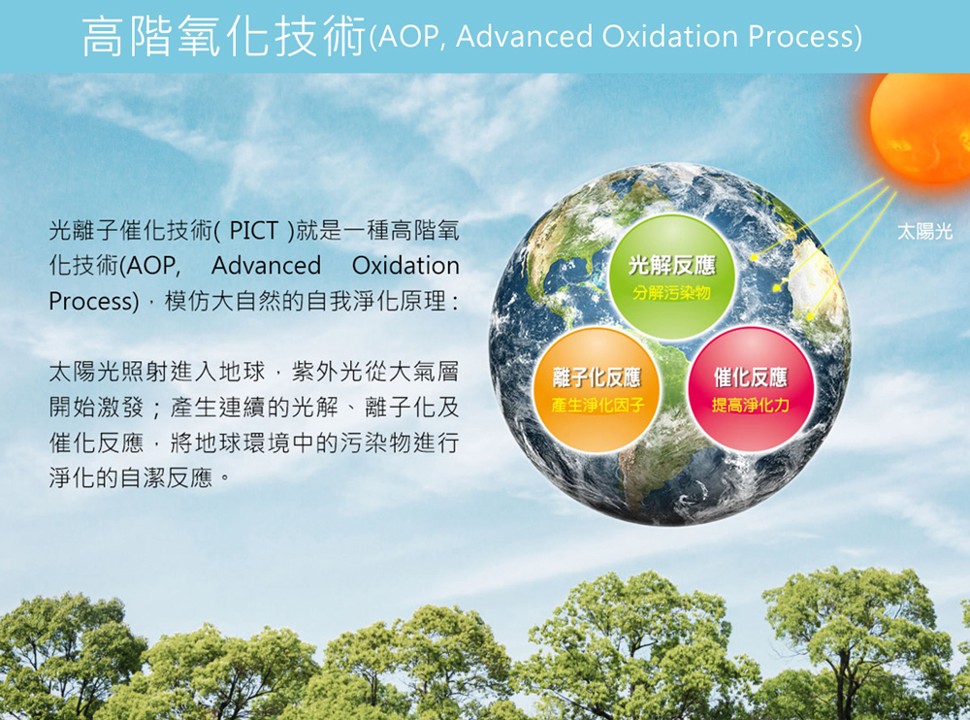 高階氧化技術(AOP, Advanced Oxidation Process)
光離子催化技術( PICT )就是一種高階氧
化技術(AOP, Advanced Oxidation
Process)，模仿大自然的自我淨化原理：
太陽光照射進入地球，紫外光從大氣層
開始激發；產生連續的光解、離子化及
催化反應，將地球環境中的污染物進行
淨化的自潔反應。
太陽光
光解反應
分解污染物
離子化反應
產生淨化因子
催化反應
提高淨化力